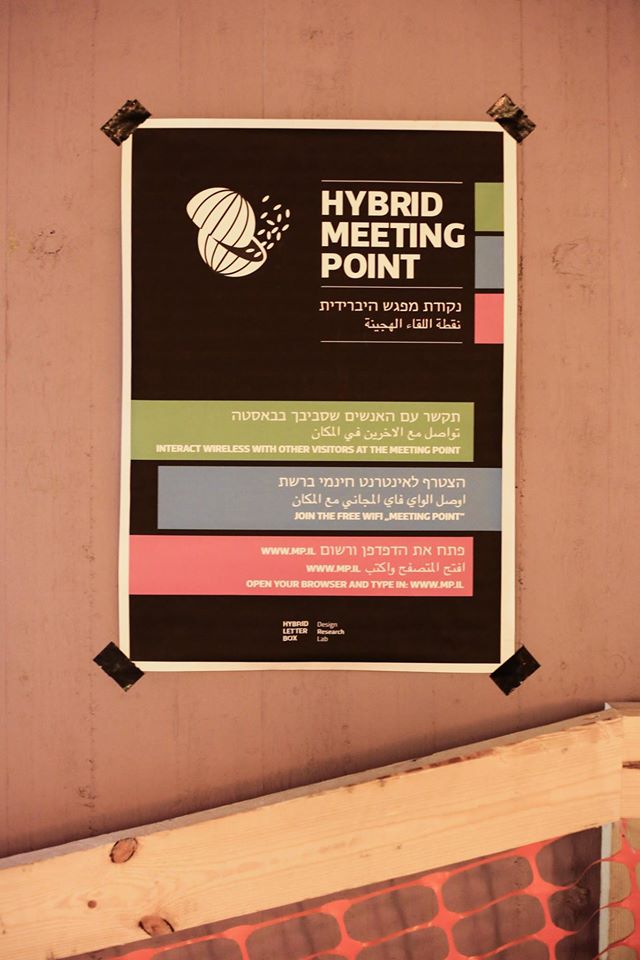 HYBRID
MEETING
POINT
נקודת מפגש היברידית
نقطة اللقاء الهجينة
תקשר עם האנשים שסביבך בבאסטה
تواصل مع الاخرين في المكان
INTERACT WIRELESS WITH OTHER VISITORS AT THE MEETING POINT
הצטרף לאינטרנט חינמי ברשת
اوصل الواي فاي المجاني مع المكان
JOIN THE FREE WIFI „MEETING POINT"
פתח את הדפדפן ורשום WWW.MP.IL
افتح المتصفح واكتب WWW.MP.IL
OPEN YOUR BROWSER AND TYPE IN: WWW.MP.IL
HYBRID
LETTER
BOX
Design
Research
Lab